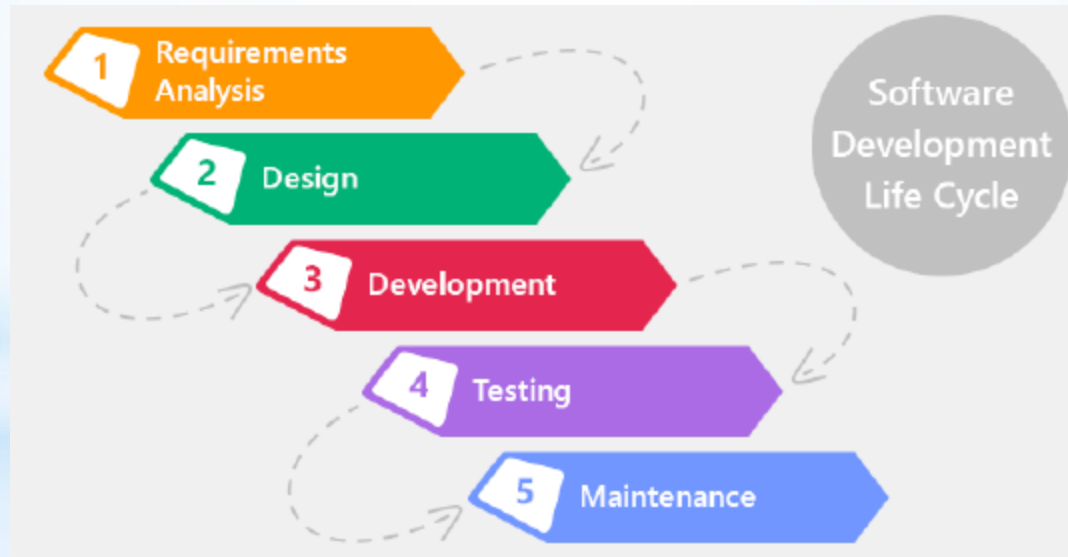 1
Requirements
Analysis
2
Design
3
Development
4
Testing
5
Maintenance
Software
Development
Life Cycle